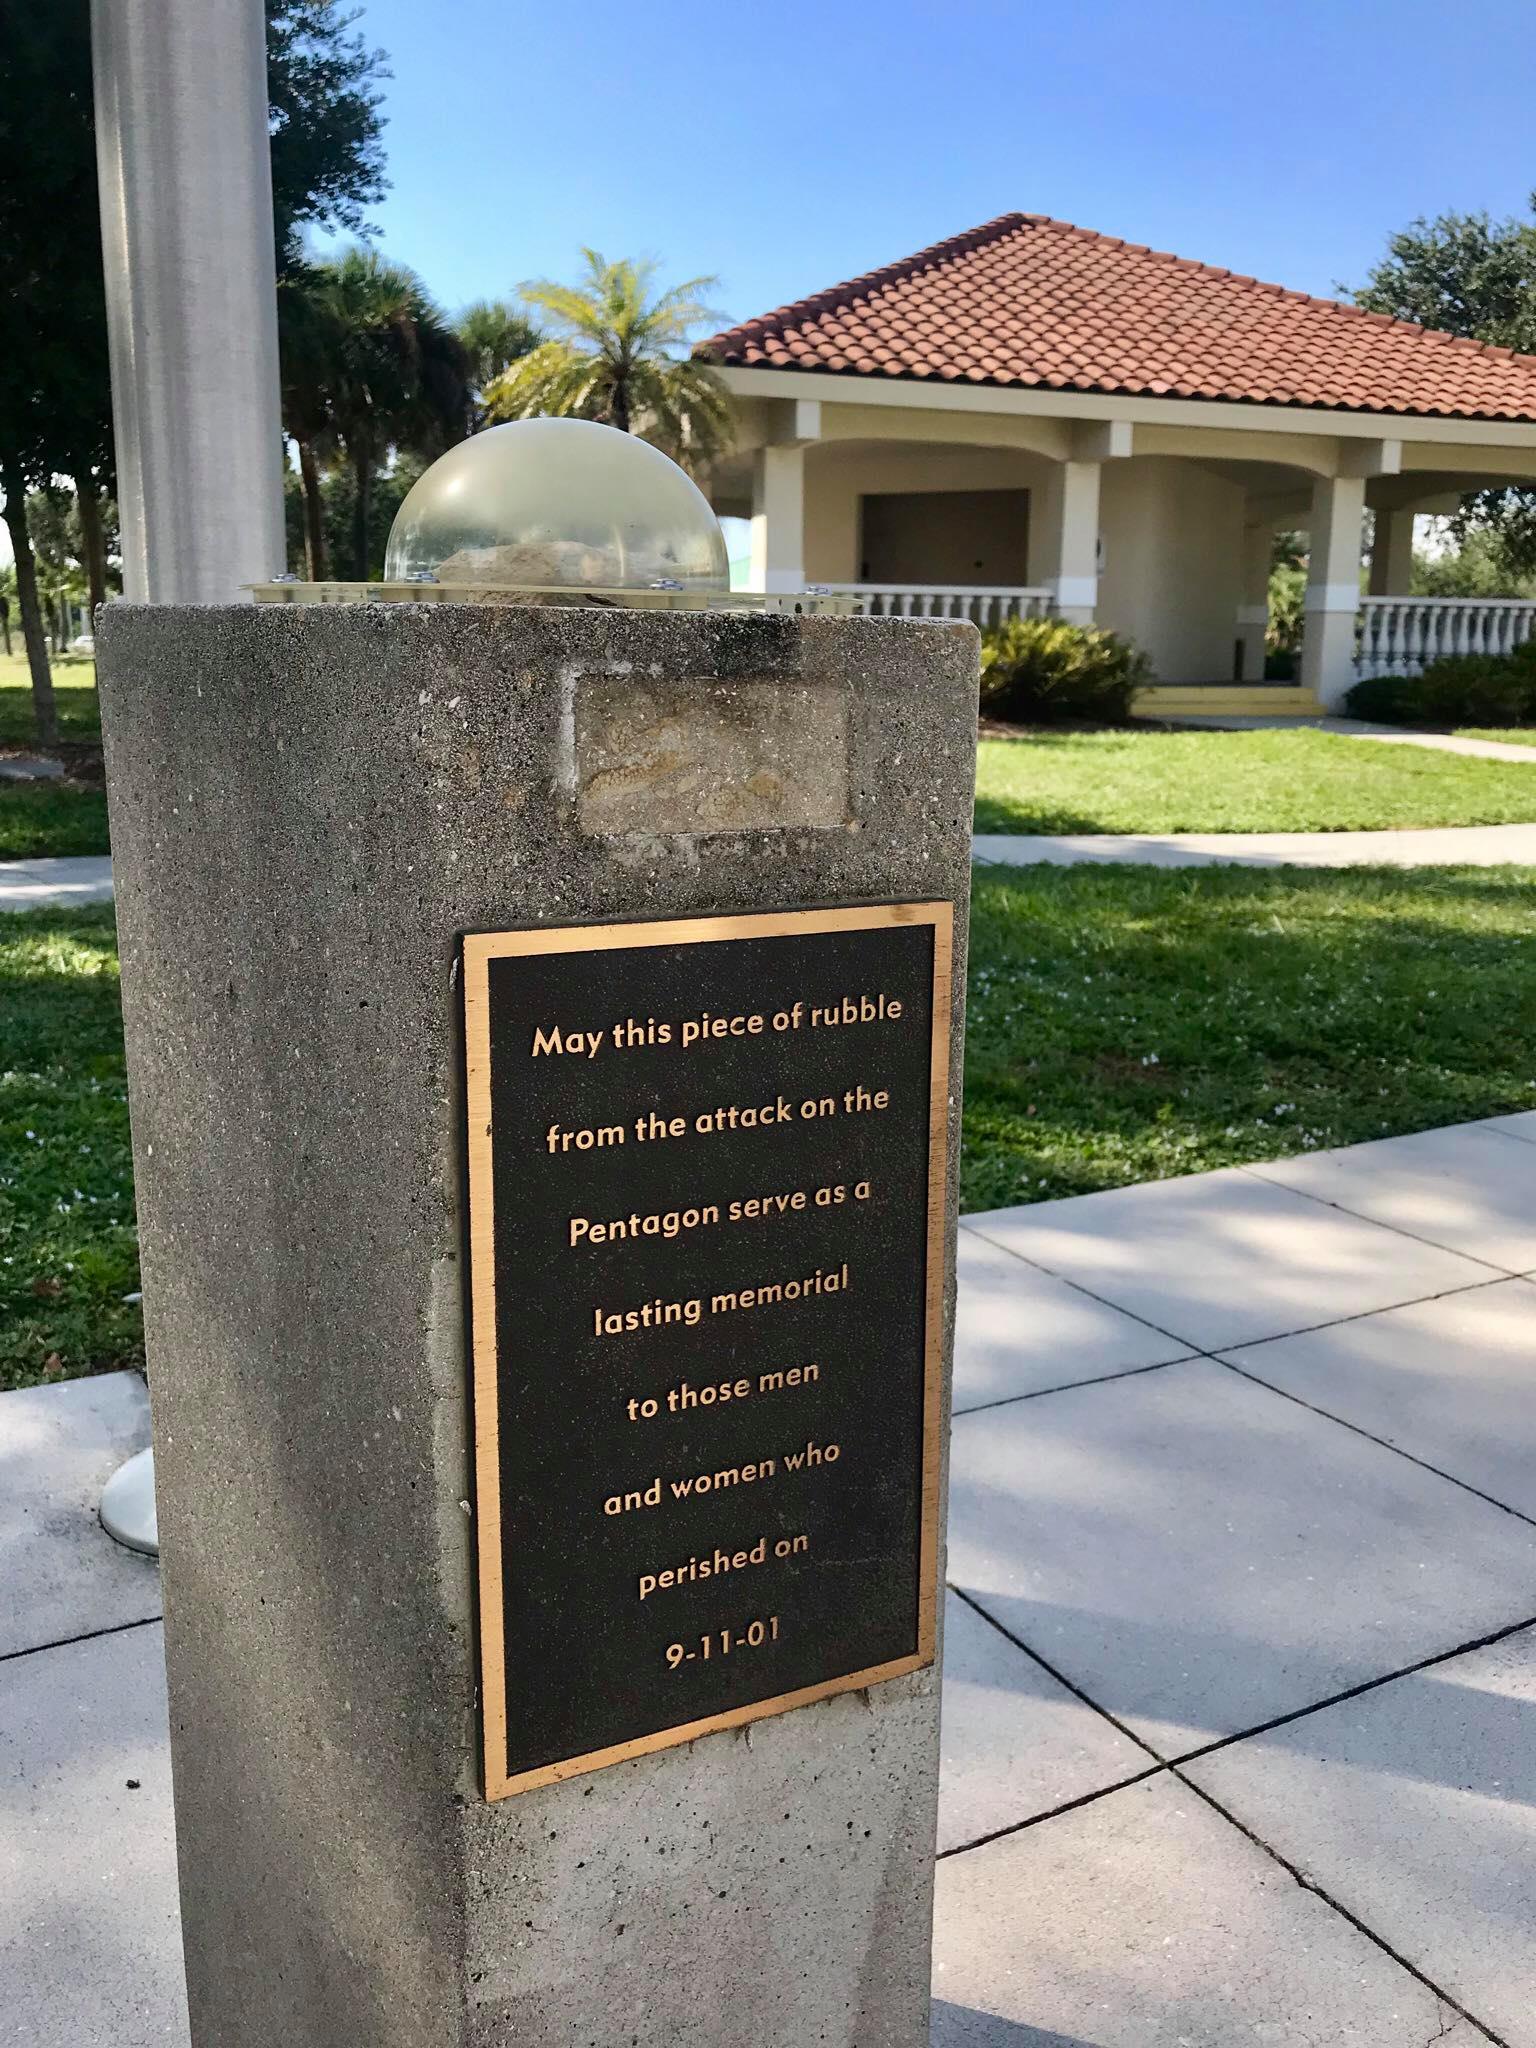 May this piece of rubble
from the attack on the
Pentagon serve as a
lasting memorial
to those men
and women who
perished on
9-11-01